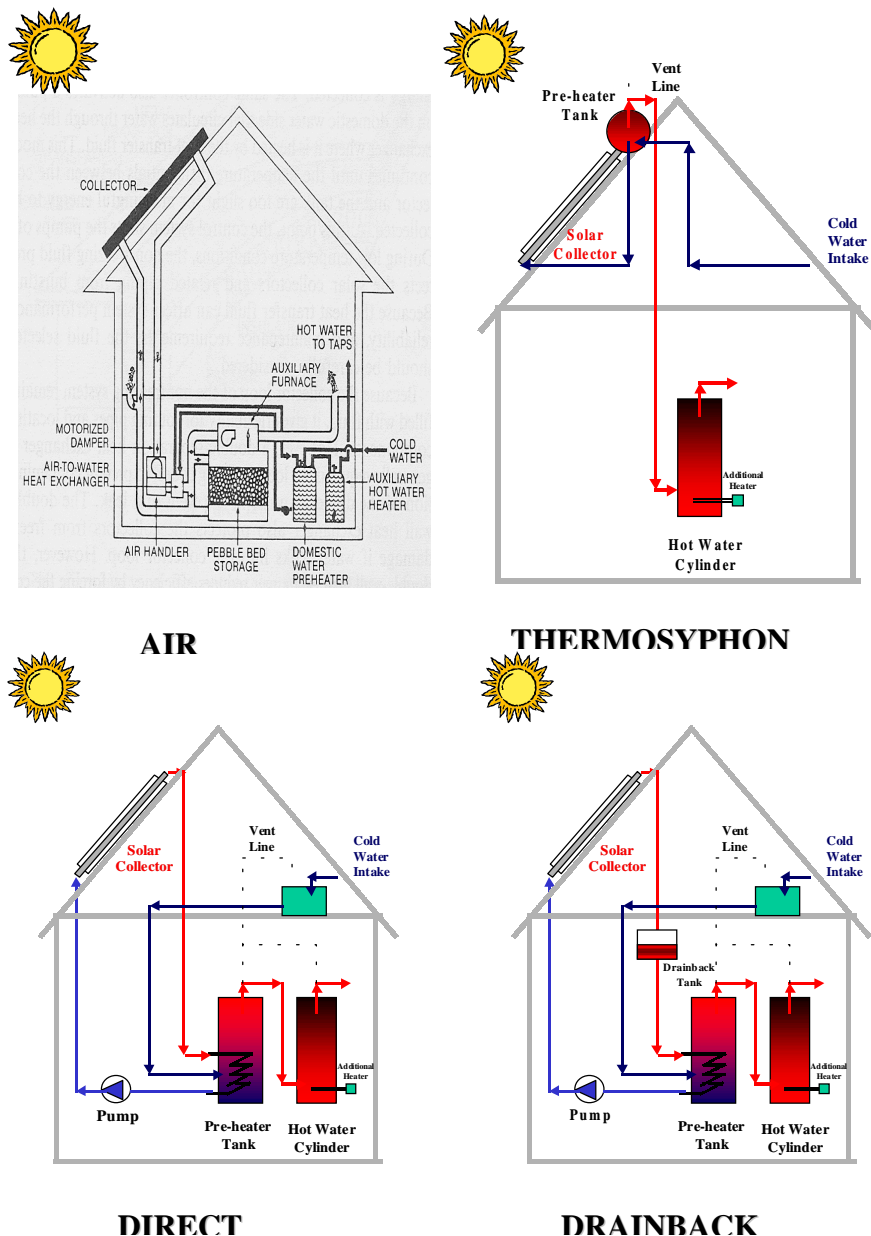 COLLECTOR
HOT WATER
TO TAPS
AUXILIARY
FURNACE
MOTORIZED
DAMPER
AIR-TO-WATER
HEAT EXCHANGER
COLD
WATER
AUXILIARY
HOT WATER
HEATER
AIR HANDLER
PEBBLE BED
STORAGE
DOMESTIC
WATER
PREHEATER
AIR
Vent
Line
Pre-heater
Tank
Solar
Collector
Cold
Water
Intake
Additional
Heater
Hot Water
Cylinder
THERMOSYPHON
Solar
Collector
Vent
Line
Cold
Water
Intake
Additional
Heater
Pump
Pre-heater
Tank
Hot Water
Cylinder
DIRECT
Solar
Collector
Vent
Line
Cold
Water
Intake
Drainback
Tank
Additional
Heater
Pump
Pre-heater
Tank
Hot Water
Cylinder
DRAINBACK